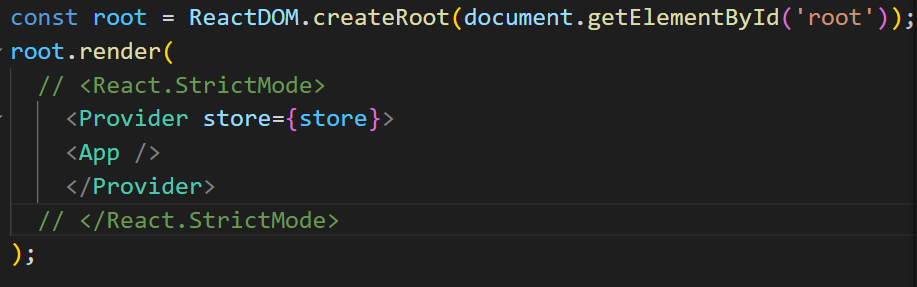 const root = ReactDOM.createRoot(document.getElementById('root'));
root.render(
  // <React.StrictMode>
    <Provider store={store}>
    <App />
    </Provider>
  // </React.StrictMode>
);